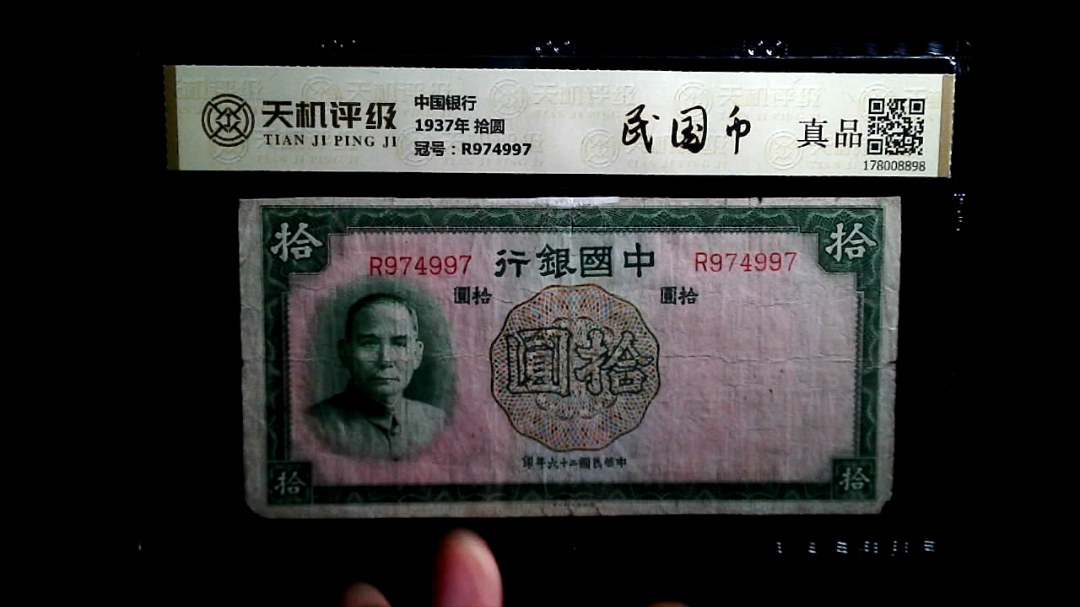 天机评级
TIAN JI PING JI
中国银行
1937年 拾圆
冠号：R974997
民国币
真品
178008898
拾
拾
R974997
行銀國中
R974997
圓拾
圓拾
圓拾
印年六十二國民華中
拾
拾